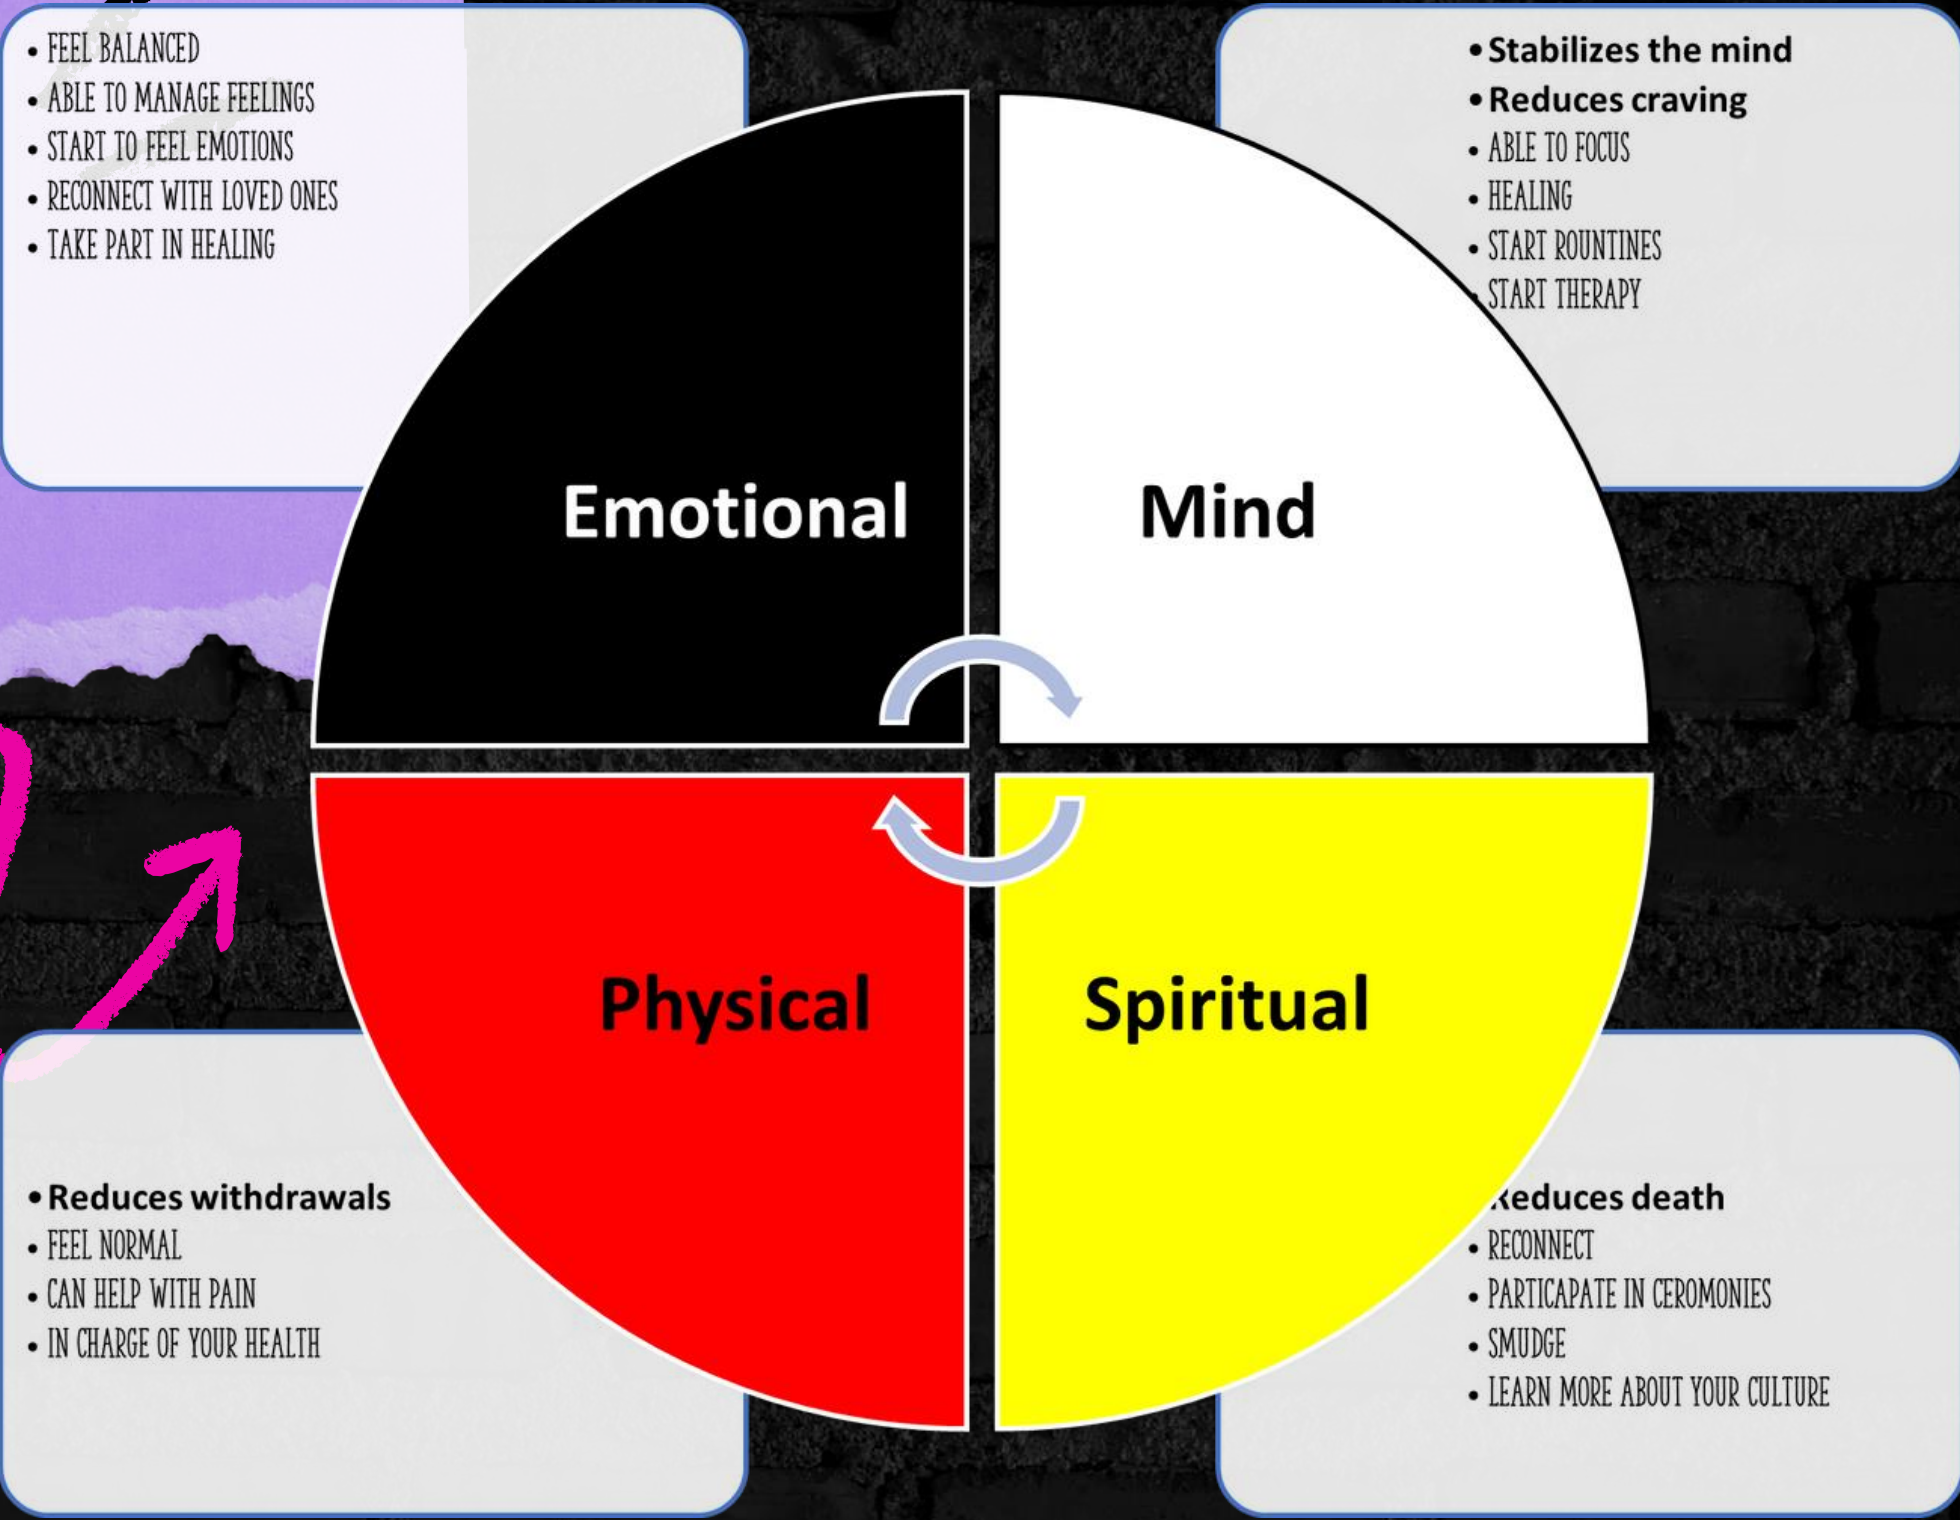 • FEEL BALANCED
• ABLE TO MANAGE FEELINGS
• START TO FEEL EMOTIONS
• RECONNECT WITH LOVED ONES
• TAKE PART IN HEALING
• Stabilizes the mind
• Reduces craving
• ABLE TO FOCUS
• HEALING
• START ROUNTINES
• START THERAPY
Emotional
Mind
Physical
Spiritual
• Reduces withdrawals
• FEEL NORMAL
• CAN HELP WITH PAIN
• IN CHARGE OF YOUR HEALTH
Reduces death
• RECONNECT
• PARTICAPATE IN CEROMONIES
• SMUDGE
• LEARN MORE ABOUT YOUR CULTURE